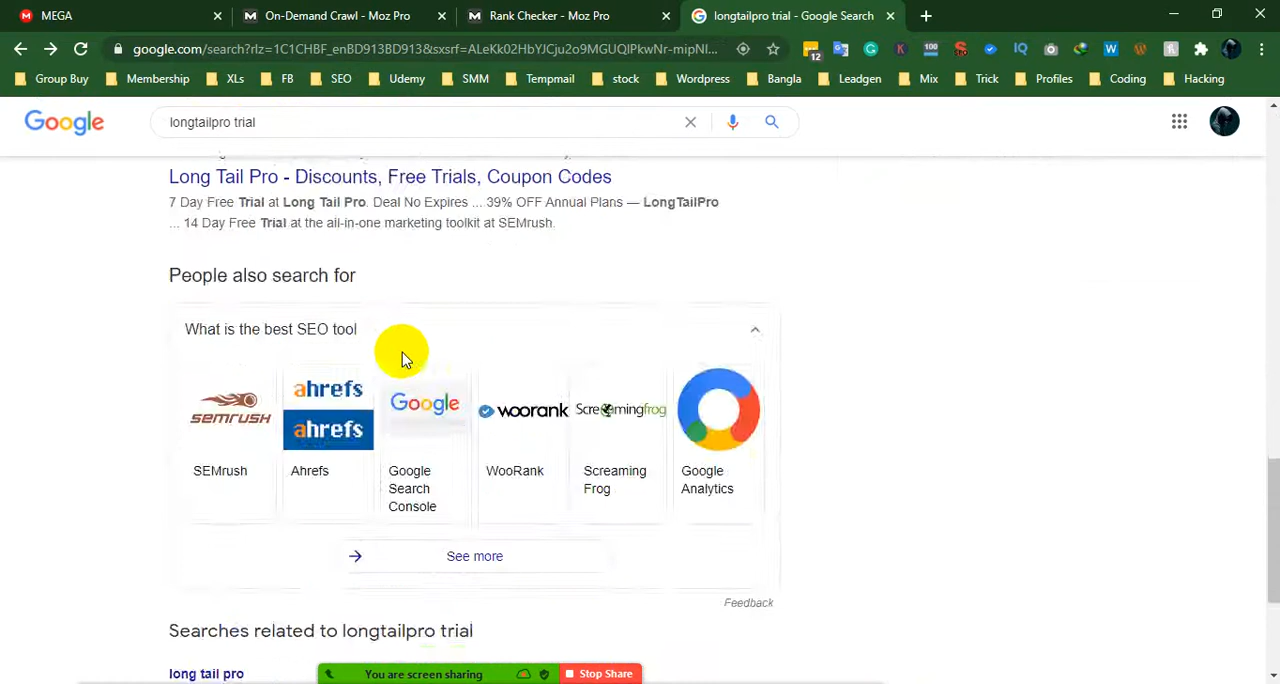 MEGA
On-Demand Crawl - Moz Pro
Rank Checker - Moz Pro
longtailpro trial - Google Search
google.com/search?rlz=1C1CHBF_enBD913BD913&sxsrf=ALeKk02HbYJCju2o9MGUQIPkwNr-mipNl...
12
100
IQ
W
Group Buy
Membership
XLs
FB
SEO
Udemy
SMM
Tempmail
stock
Wordpress
Bangla
Leadgen
Mix
Trick
Profiles
Coding
Hacking
Google
longtailpro trial
Long Tail Pro - Discounts, Free Trials, Coupon Codes
7 Day Free Trial at Long Tail Pro. Deal No Expires ... 39% OFF Annual Plans — LongTailPro
... 14 Day Free Trial at the all-in-one marketing toolkit at SEMrush.
People also search for
What is the best SEO tool
semrush
ahrefs
ahrefs
Google
woorank
Screamingfrog
SEMrush
Ahrefs
Google
Search
Console
WooRank
Screaming
Frog
Google
Analytics
See more
Feedback
Searches related to longtailpro trial
long tail pro
You are screen sharing
Stop Share